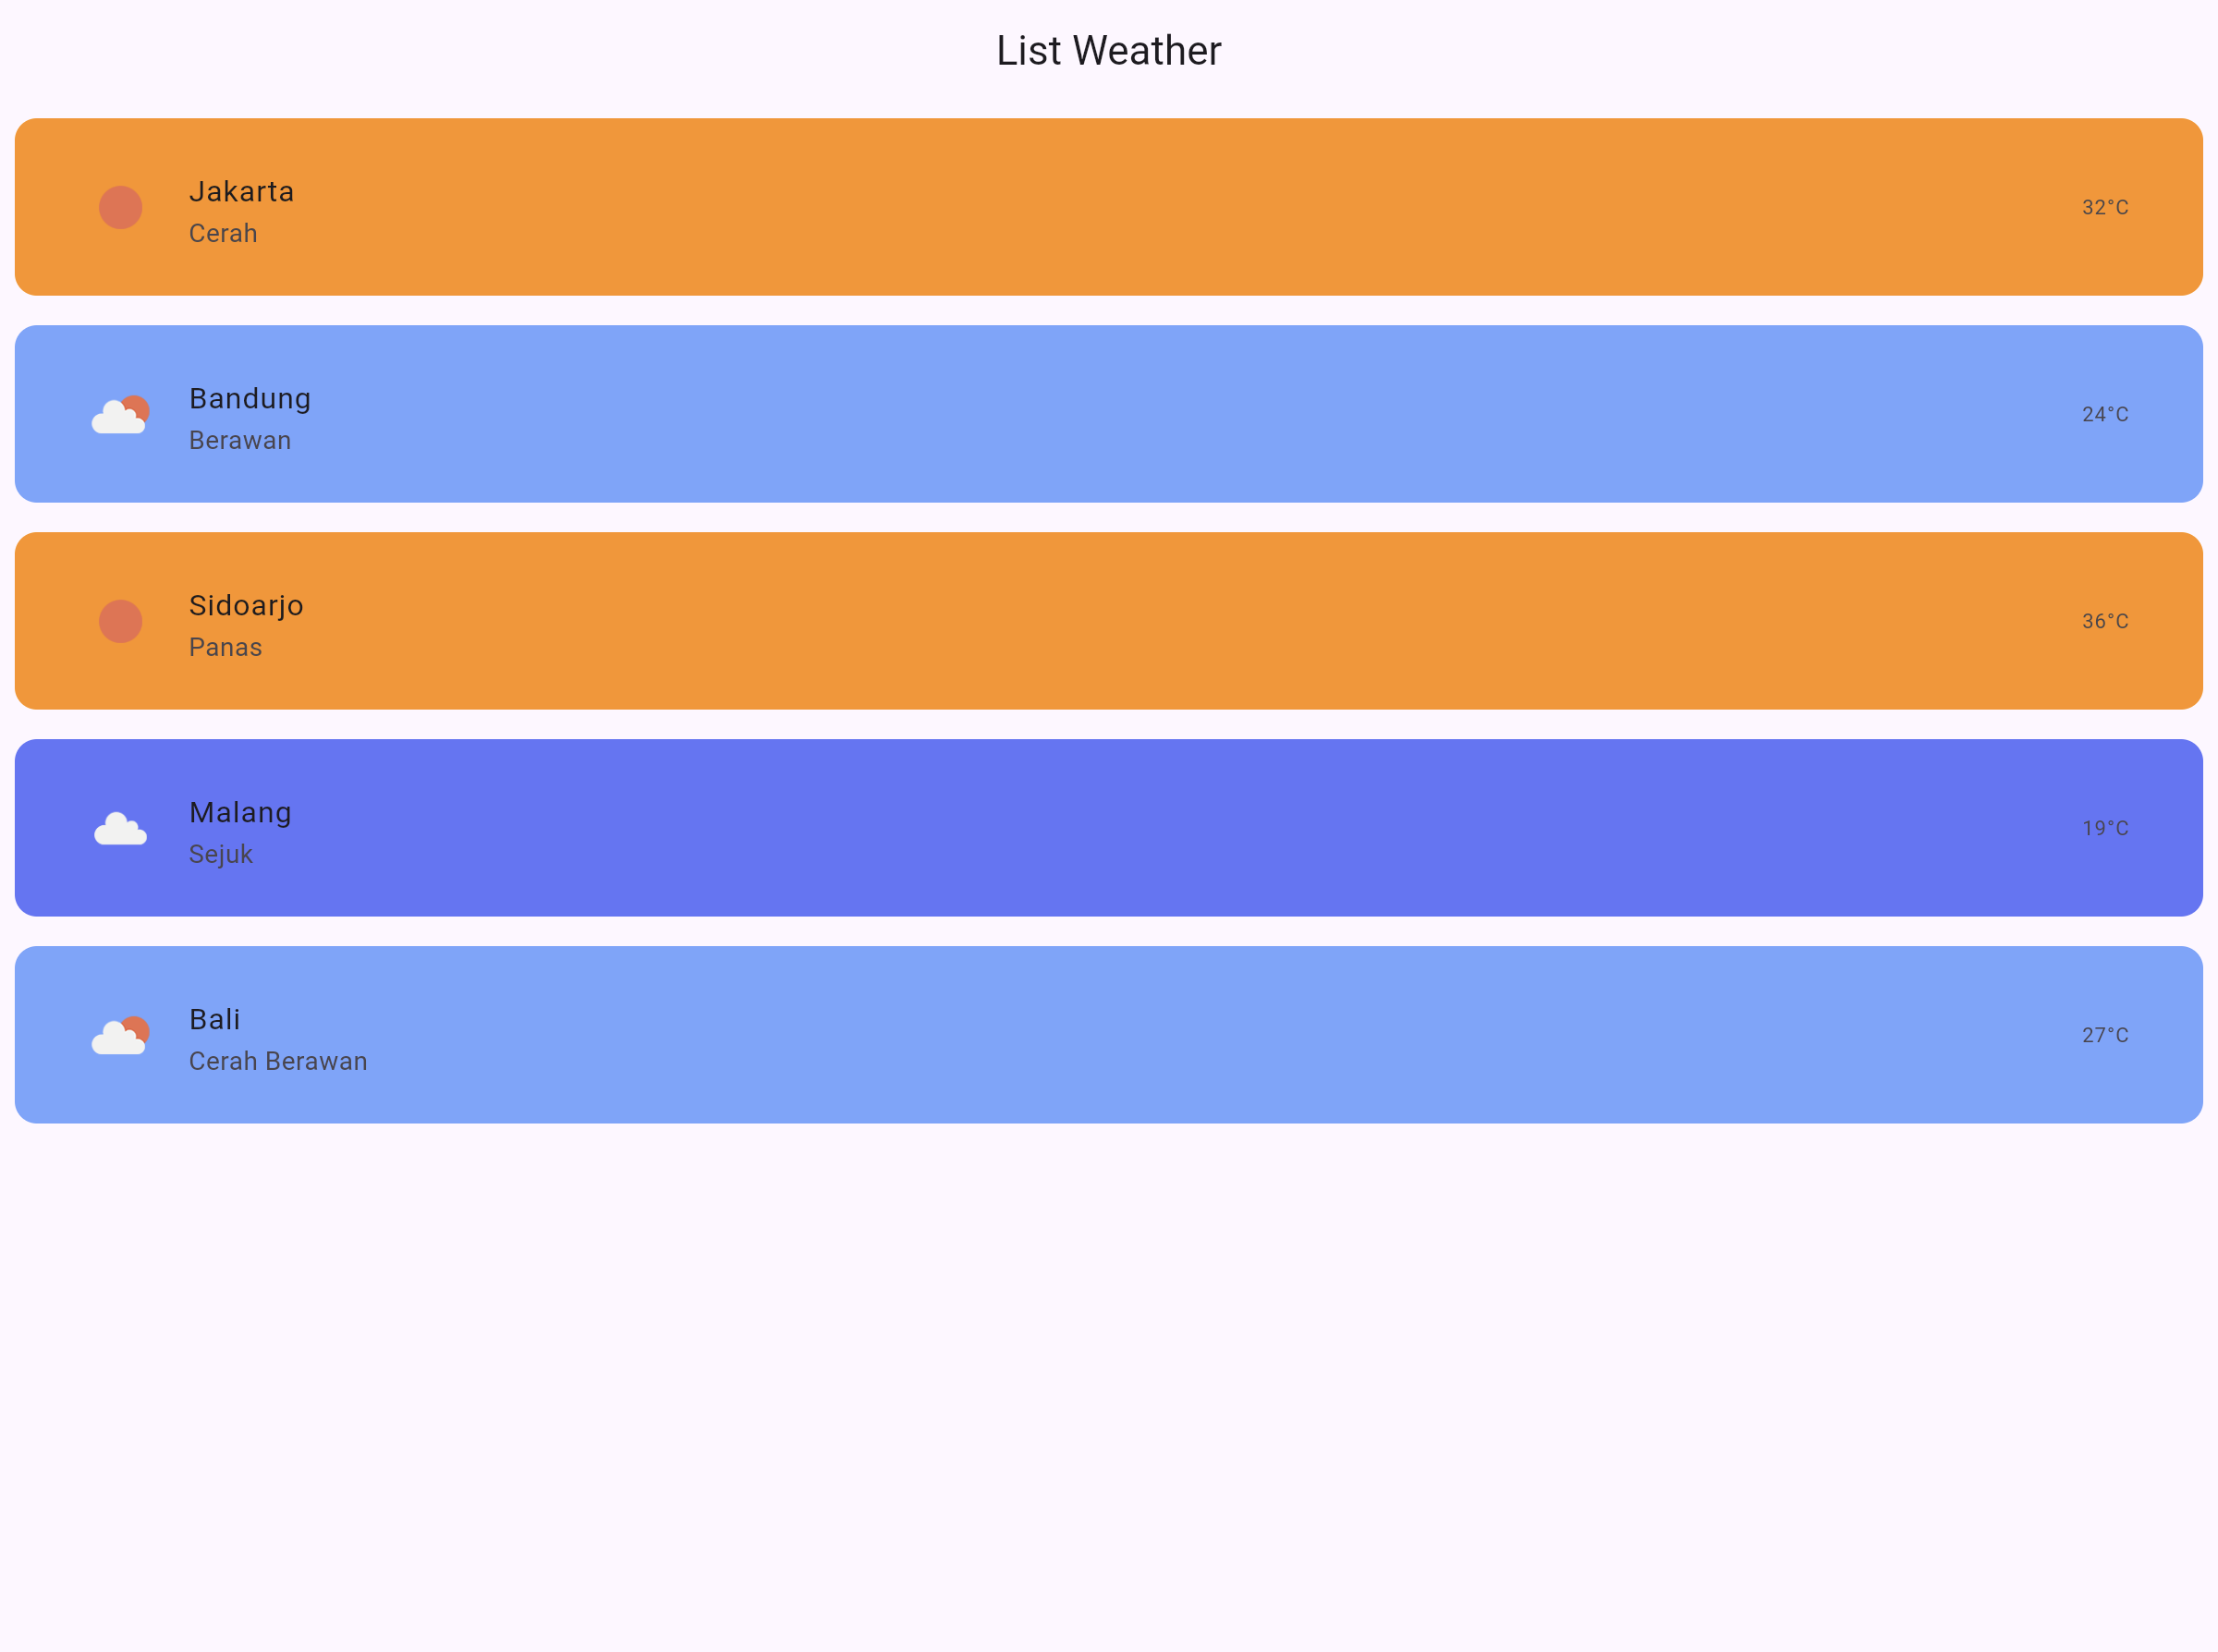 List Weather
Jakarta
Cerah
32°C
Bandung
Berawan
24°C
Sidoarjo
Panas
36°C
Malang
Sejuk
19°C
Bali
Cerah Berawan
27°C